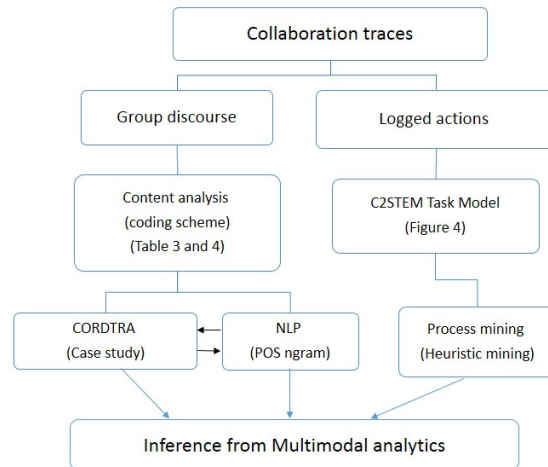 Collaboration traces
Group discourse
Logged actions
Content analysis
(coding scheme)
(Table 3 and 4)
C2STEM Task Model
(Figure 4)
CORDTRA
(Case study)
NLP
(POS ngram)
Process mining
(Heuristic mining)
Inference from Multimodal analytics